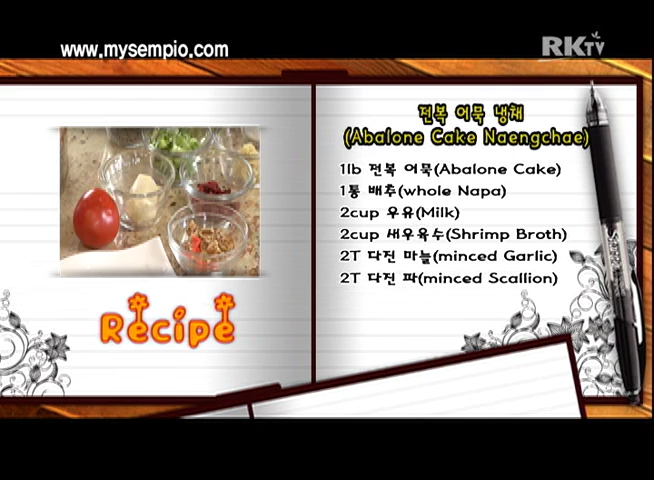 www.mysempio.com
RKTV
전복 어묵 냉채
(Abalone Cake Naengchae)
1lb 전복 어묵(Abalone Cake)
1통 배추(whole Napa)
2cup 우유(Milk)
2cup 새우육수(Shrimp Broth)
2T 다진 마늘(minced Garlic)
2T 다진 파(minced Scallion)
Recipe